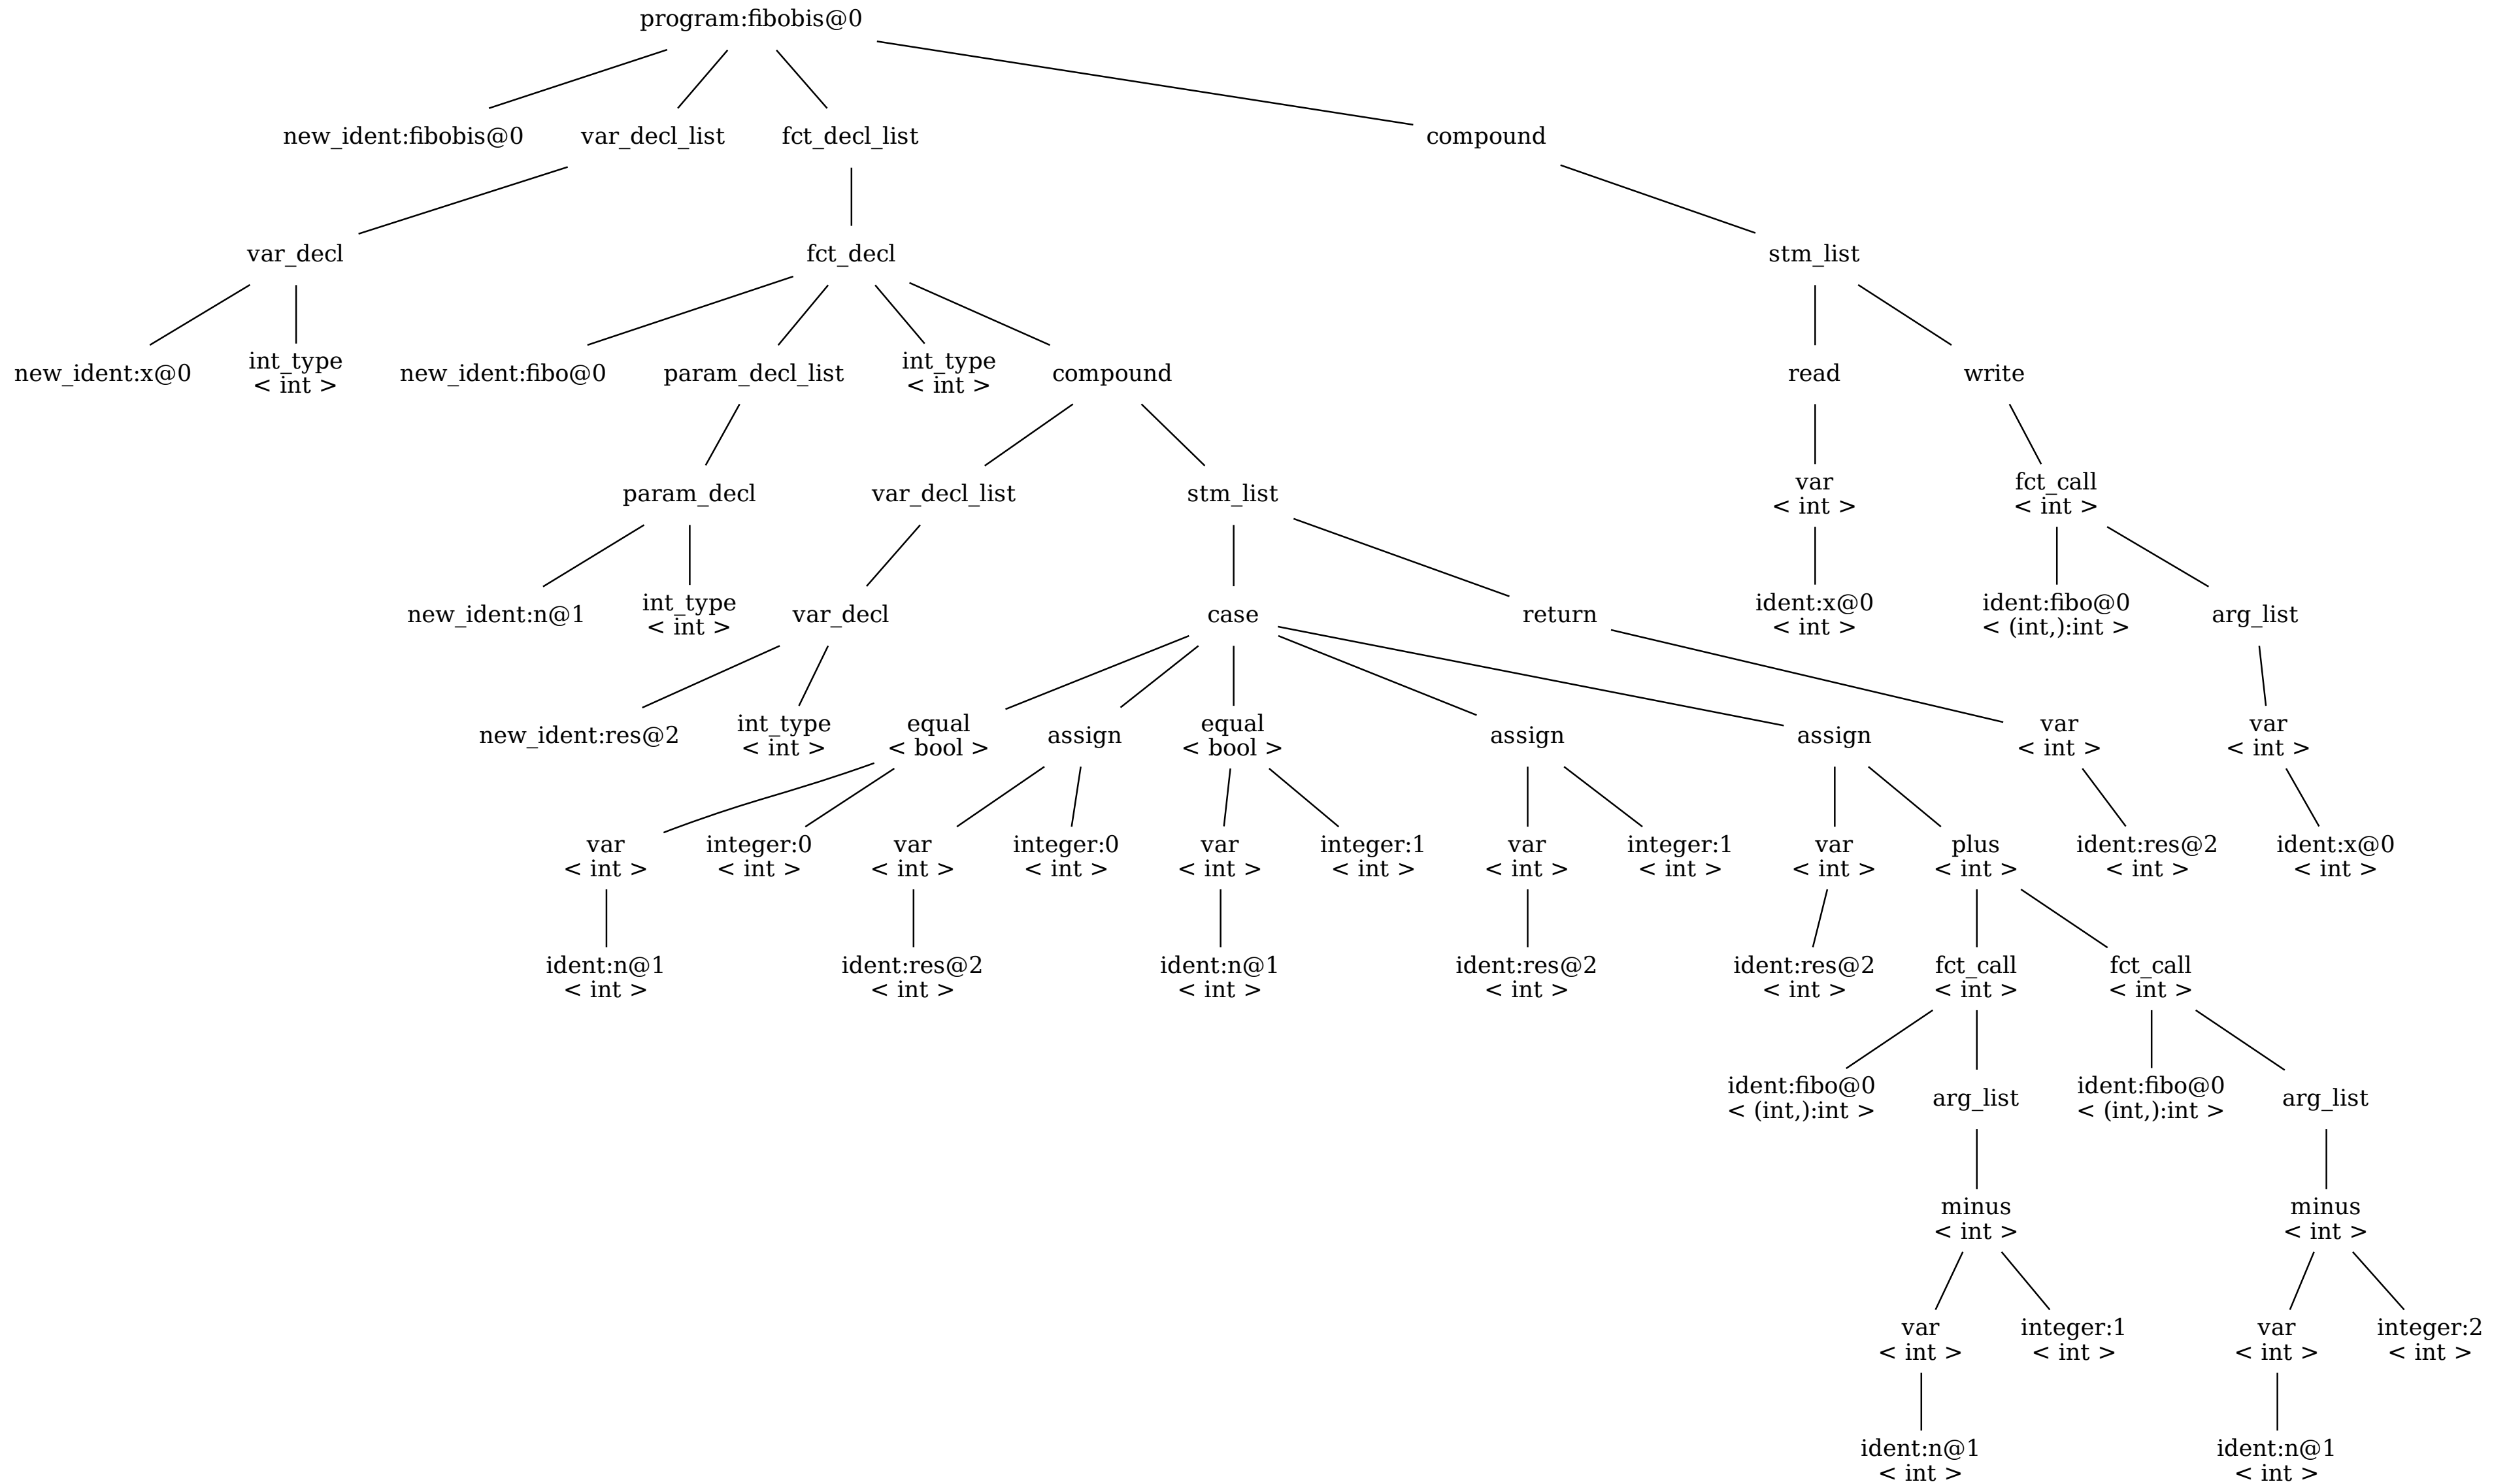 program:fibobis@0
new_ident:fibobis@0
var_decl_list
fct_decl_list
compound
var_decl
fct_decl
stm_list
new_ident:x@0
int_type
< int >
new_ident:fibo@0
param_decl_list
int_type
< int >
compound
read
write
param_decl
var_decl_list
stm_list
var
< int >
fct_call
< int >
new_ident:n@1
int_type
< int >
var_decl
case
return
ident:x@0
< int >
ident:fibo@0
< (int,):int >
arg_list
new_ident:res@2
int_type
< int >
equal
< bool >
assign
equal
< bool >
assign
assign
var
< int >
var
< int >
var
< int >
integer:0
< int >
var
< int >
integer:0
< int >
var
< int >
integer:1
< int >
var
< int >
integer:1
< int >
var
< int >
plus
< int >
ident:res@2
< int >
ident:x@0
< int >
ident:n@1
< int >
ident:res@2
< int >
ident:n@1
< int >
ident:res@2
< int >
ident:res@2
< int >
fct_call
< int >
fct_call
< int >
ident:fibo@0
< (int,):int >
arg_list
ident:fibo@0
< (int,):int >
arg_list
minus
< int >
minus
< int >
var
< int >
integer:1
< int >
var
< int >
integer:2
< int >
ident:n@1
< int >
ident:n@1
< int >